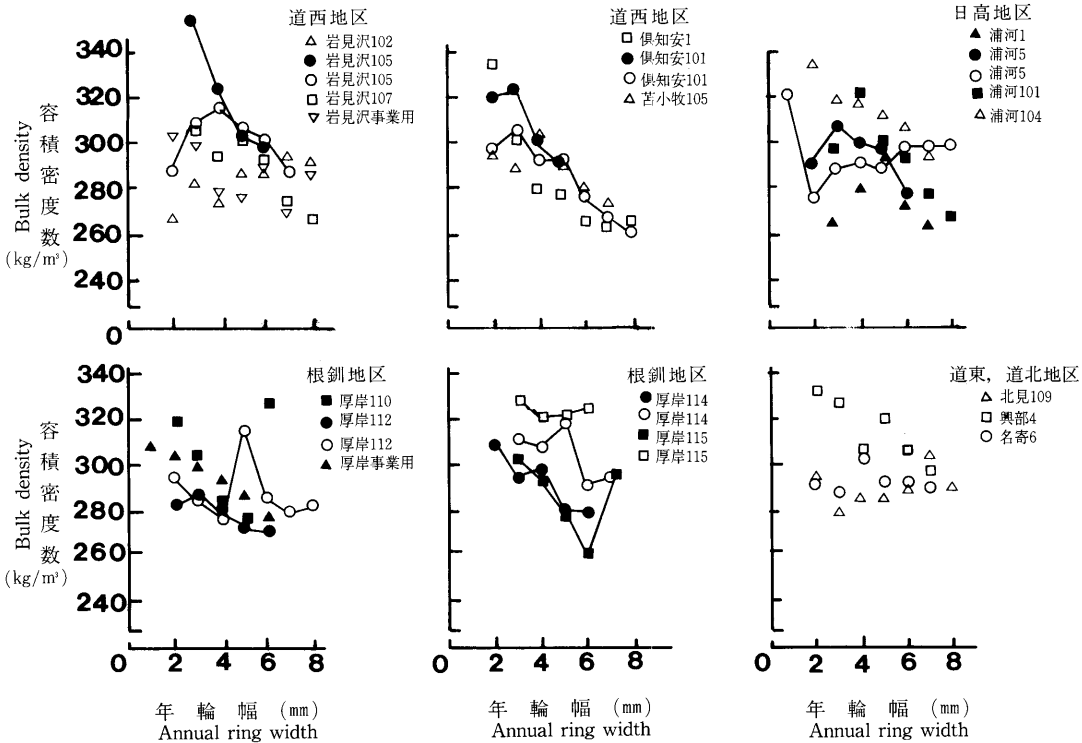 道西地区
△ 岩見沢102
● 岩見沢105
○ 岩見沢105
□ 岩見沢107
▽ 岩見沢事業用
340
320
300
280
260
240
0
容積密度数
Bulk density
(kg/m³)
道西地区
□ 倶知安1
● 倶知安101
○ 倶知安101
△ 苫小牧105
日高地区
▲ 浦河1
● 浦河5
○ 浦河5
■ 浦河101
△ 浦河104
根釧地区
■ 厚岸110
● 厚岸112
○ 厚岸112
▲ 厚岸事業用
340
320
300
280
260
240
容積密度数
Bulk density
(kg/m³)
0 2 4 6 8
年輪幅 (mm)
Annual ring width
根釧地区
● 厚岸114
○ 厚岸114
■ 厚岸115
□ 厚岸115
0 2 4 6 8
年輪幅 (mm)
Annual ring width
道東，道北地区
△ 北見109
□ 興部4
○ 名寄6
0 2 4 6 8
年輪幅 (mm)
Annual ring width